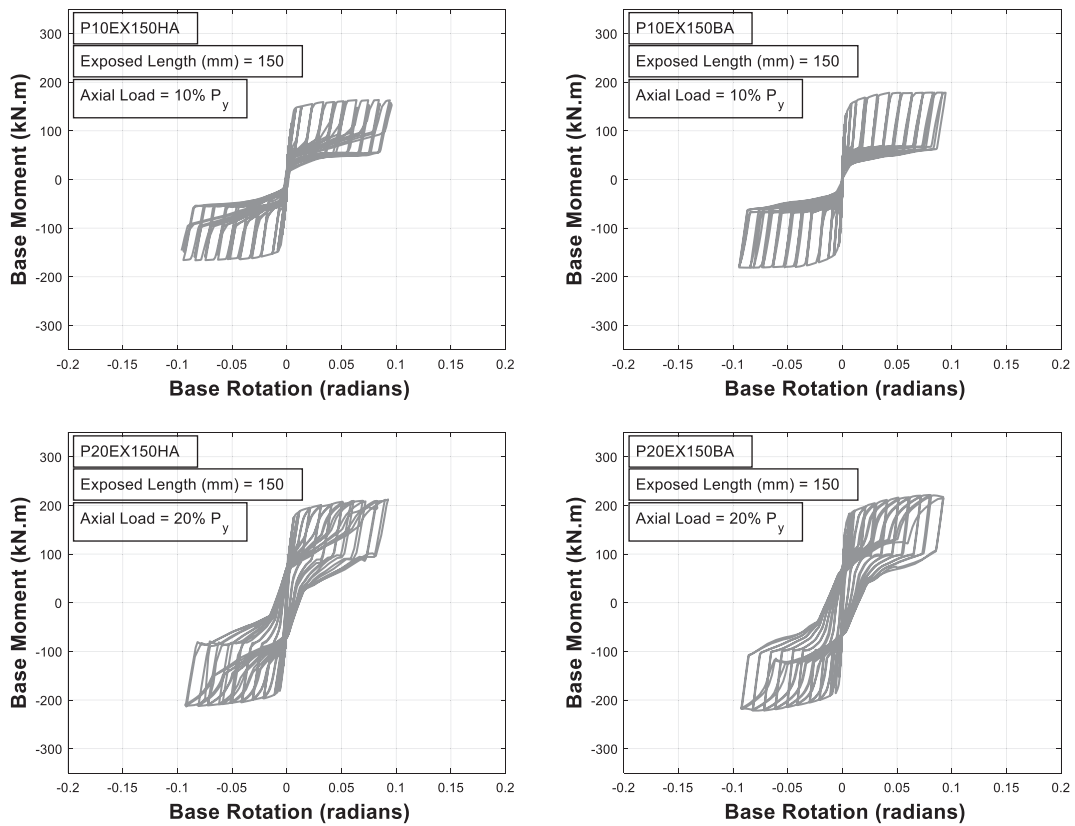 P10EX150HA
Exposed Length (mm) = 150
Axial Load = 10% Py
Base Moment (kN.m)
300
200
100
0
-100
-200
-300
-0.2 -0.15 -0.1 -0.05 0 0.05 0.1 0.15 0.2
Base Rotation (radians)
P10EX150BA
Exposed Length (mm) = 150
Axial Load = 10% Py
Base Moment (kN.m)
300
200
100
0
-100
-200
-300
-0.2 -0.15 -0.1 -0.05 0 0.05 0.1 0.15 0.2
Base Rotation (radians)
P20EX150HA
Exposed Length (mm) = 150
Axial Load = 20% Py
Base Moment (kN.m)
300
200
100
0
-100
-200
-300
-0.2 -0.15 -0.1 -0.05 0 0.05 0.1 0.15 0.2
Base Rotation (radians)
P20EX150BA
Exposed Length (mm) = 150
Axial Load = 20% Py
Base Moment (kN.m)
300
200
100
0
-100
-200
-300
-0.2 -0.15 -0.1 -0.05 0 0.05 0.1 0.15 0.2
Base Rotation (radians)